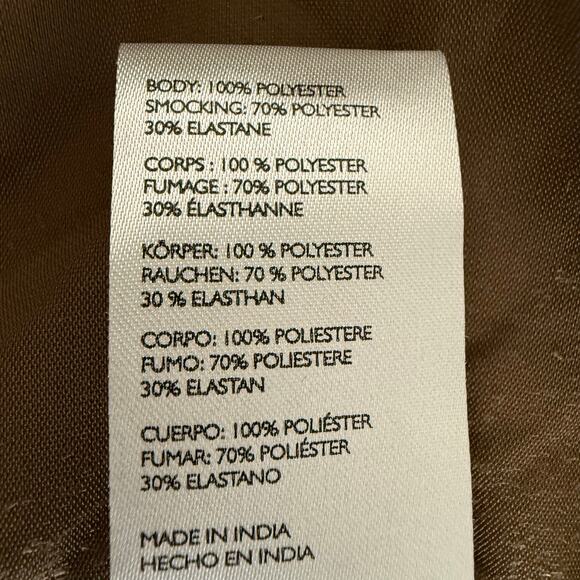 BODY: 100% POLYESTER
SMOCKING: 70% POLYESTER
30% ELASTANE
CORPS : 100 % POLYESTER
FUMAGE : 70% POLYESTER
30% ÉLASTHANNE
KÖRPER: 100 % POLYESTER
RAUCHEN: 70 % POLYESTER
30 % ELASTHAN
CORPO: 100% POLIESTERE
FUMO: 70% POLIESTERE
30% ELASTAN
CUERPO: 100% POLIÉSTER
FUMAR: 70% POLIÉSTER
30% ELASTANO
MADE IN INDIA
HECHO EN INDIA